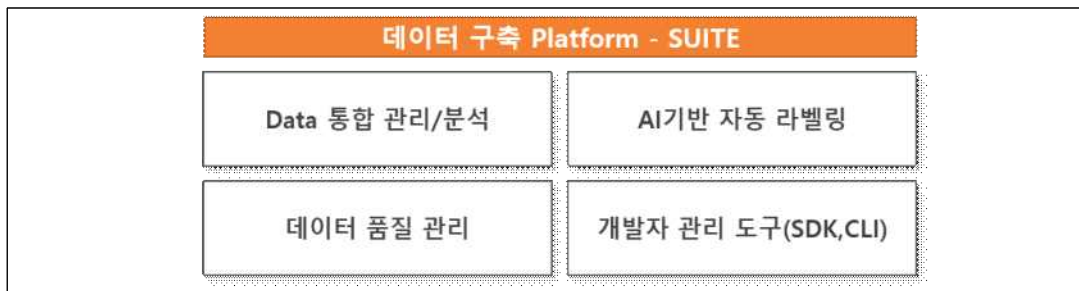 데이터 구축 Platform - SUITE
Data 통합 관리/분석
AI기반 자동 라벨링
데이터 품질 관리
개발자 관리 도구(SDK,CLI)